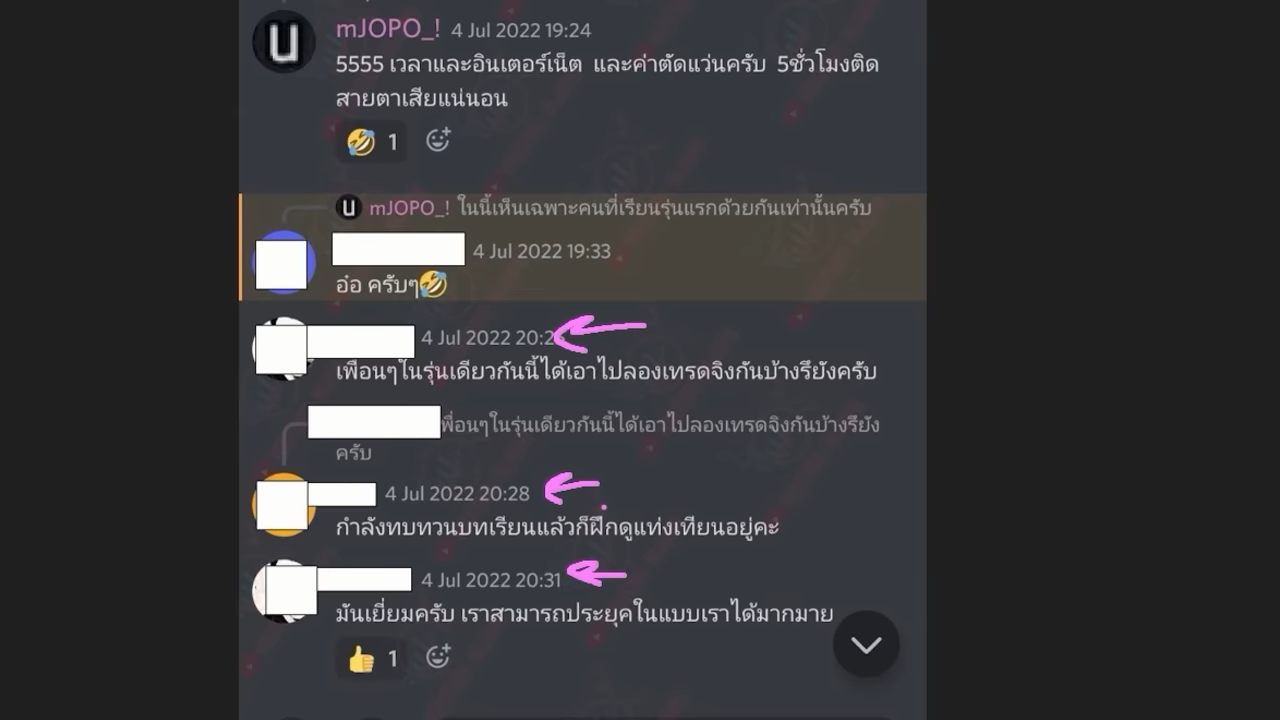 mJOPO_! 4 Jul 2022 19:24
5555 เวลาและอินเตอร์เน็ต และค่าตัดแว่นครับ 5ชั่วโมงติด
สายตาเสียแน่นอน
🤣 1
U mJOPO_! ในนี้เห็นเฉพาะคนที่เรียนรุ่นแรกด้วยกันเท่านั้นครับ
4 Jul 2022 19:33
อ๋อ ครับๆ🤣
4 Jul 2022
เพื่อนๆในรุ่นเดียวกันนี้ได้เอาไปลองเทรดจิงกันบ้างรึยังครับ
พื่อนๆในรุ่นเดียวกันนี้ได้เอาไปลองเทรดจิงกันบ้างรึยัง
ครับ
4 Jul 2022 20:28
กำลังทบทวนบทเรียนแล้วก็ฝึกดูแท่งเทียนอยู่คะ
4 Jul 2022 20:31
มันเยี่ยมครับ เราสามารถประยุคในแบบเราได้มากมาย
👍 1